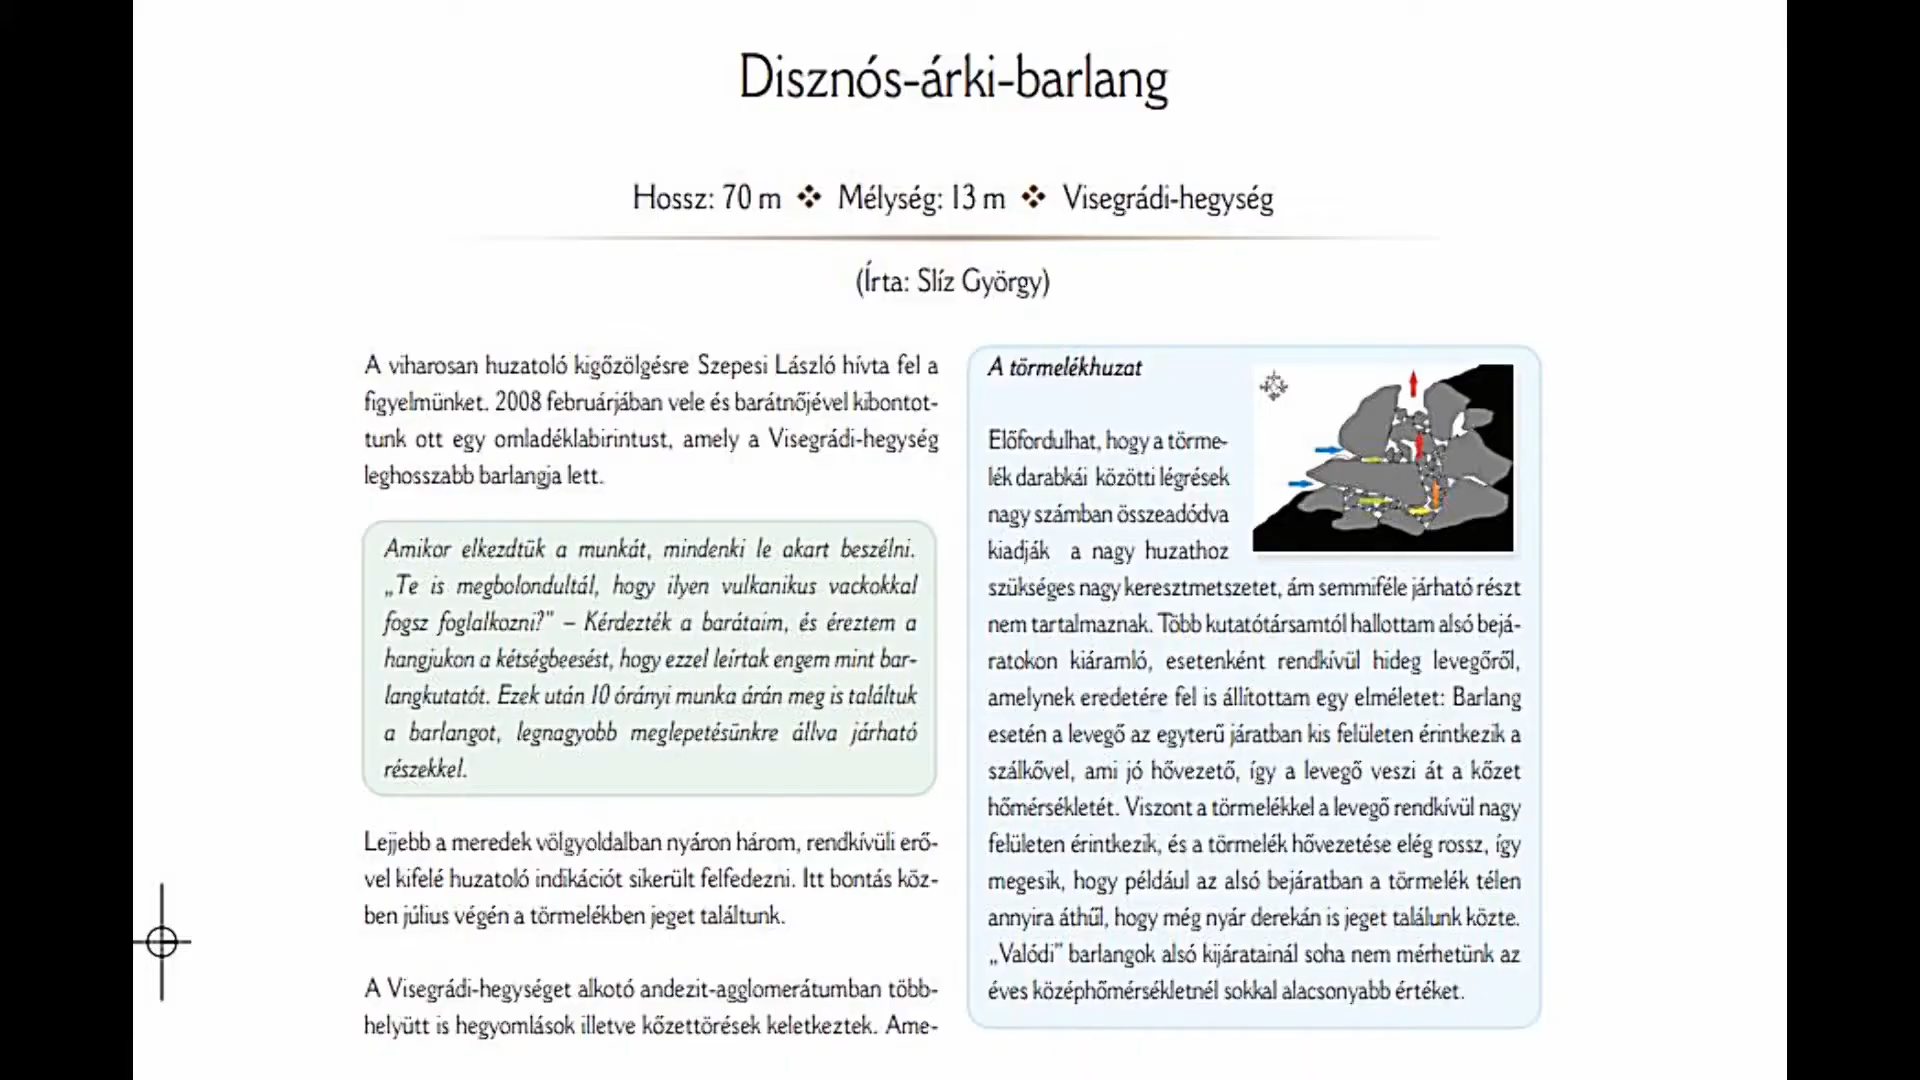 Disznós-árki-barlang
Hossz: 70 m ❖ Mélység: 13 m ❖ Visegrádi-hegység
(Írta: Slíz György)
A viharosan huzatoló kigőzölgésre Szepesi László hívta fel a
figyelmünket. 2008 februárjában vele és barátnőjével kibontot-
tunk ott egy omladéklabirintust, amely a Visegrádi-hegység
leghosszabb barlangja lett.
Amikor elkezdtük a munkát, mindenki le akart beszélni.
„Te is megbolondultál, hogy ilyen vulkanikus vackokkal
fogsz foglalkozni?” – Kérdezték a barátaim, és éreztem a
hangjukon a kétségbeesést, hogy ezzel leírtak engem mint bar-
langkutatót. Ezek után 10 órányi munka árán meg is találtuk
a barlangot, legnagyobb meglepetésünkre állva járható
részekkel.
Lejjebb a meredek völgyoldalban nyáron három, rendkívüli erő-
vel kifelé huzatoló indikációt sikerült felfedezni. Itt bontás köz-
ben július végén a törmelékben jeget találtunk.
A Visegrádi-hegységet alkotó andezit-agglomerátumban több-
helyütt is hegyomlások illetve kőzettörések keletkeztek. Ame-
A törmelékhuzat
Előfordulhat, hogy a törme-
lék darabkái közötti légrések
nagy számban összeadódva
kiadják a nagy huzathoz
szükséges nagy keresztmetszetet, ám semmiféle járható részt
nem tartalmaznak. Több kutatótársamtól hallottam alsó bejá-
ratokon kiáramló, esetenként rendkívül hideg levegőről,
amelynek eredetére fel is állítottam egy elméletet: Barlang
esetén a levegő az egyterű járatban kis felületen érintkezik a
szálkővel, ami jó hővezető, így a levegő veszi át a kőzet
hőmérsékletét. Viszont a törmelékkel a levegő rendkívül nagy
felületen érintkezik, és a törmelék hővezetése elég rossz, így
megesik, hogy például az alsó bejáratban a törmelék télen
annyira áthűl, hogy még nyár derekán is jeget találunk közte.
„Valódi” barlangok alsó kijáratainál soha nem mérhetünk az
éves középhőmérsékletnél sokkal alacsonyabb értéket.